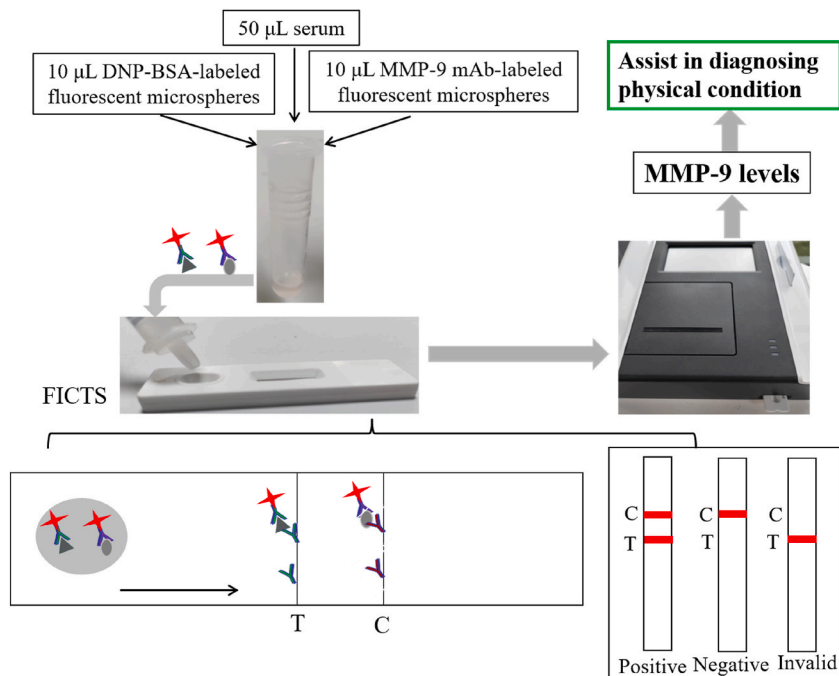 50 μL serum
10 μL DNP-BSA-labeled
fluorescent microspheres
10 μL MMP-9 mAb-labeled
fluorescent microspheres
Assist in diagnosing
physical condition
MMP-9 levels
FICTS
T
C
C
T
C
T
C
T
Positive
Negative
Invalid